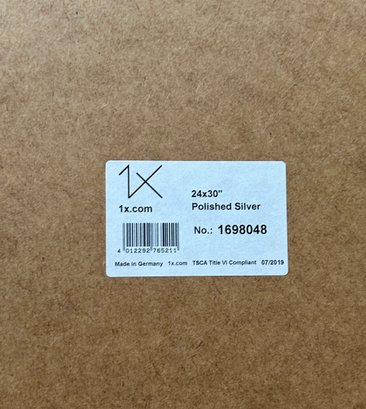 1X
24x30"
1x.com Polished Silver
No.: 1698048
4 012292 765211
Made in Germany 1x.com TSCA Title VI Compliant 07/2019